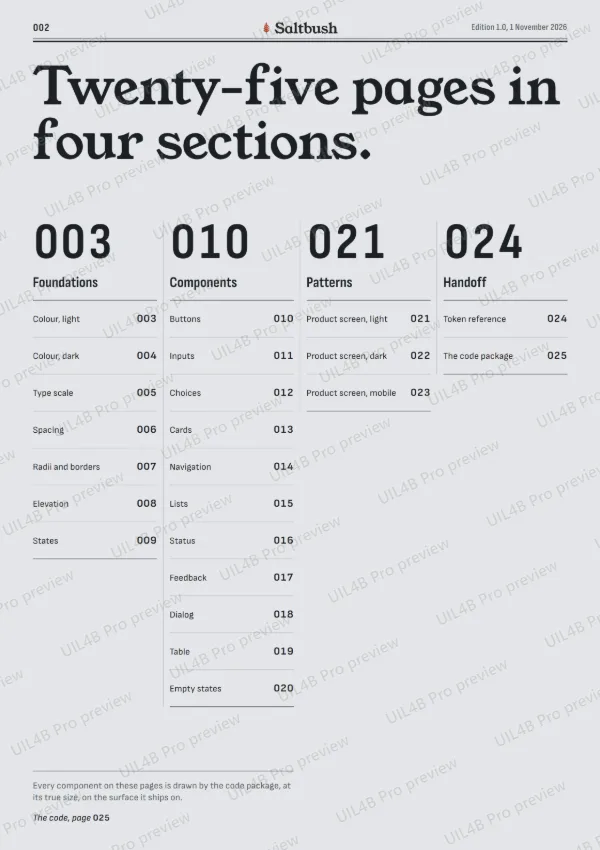 002
Saltbush
Edition 1.0, 1 November 2026
Twenty-five pages in
four sections.
003
Foundations
Colour, light 003
Colour, dark 004
Type scale 005
Spacing 006
Radii and borders 007
Elevation 008
States 009
010
Components
Buttons 010
Inputs 011
Choices 012
Cards 013
Navigation 014
Lists 015
Status 016
Feedback 017
Dialog 018
Table 019
Empty states 020
021
Patterns
Product screen, light 021
Product screen, dark 022
Product screen, mobile 023
024
Handoff
Token reference 024
The code package 025
Every component on these pages is drawn by the code package, at
its true size, on the surface it ships on.
The code, page 025
UIL4B Pro preview